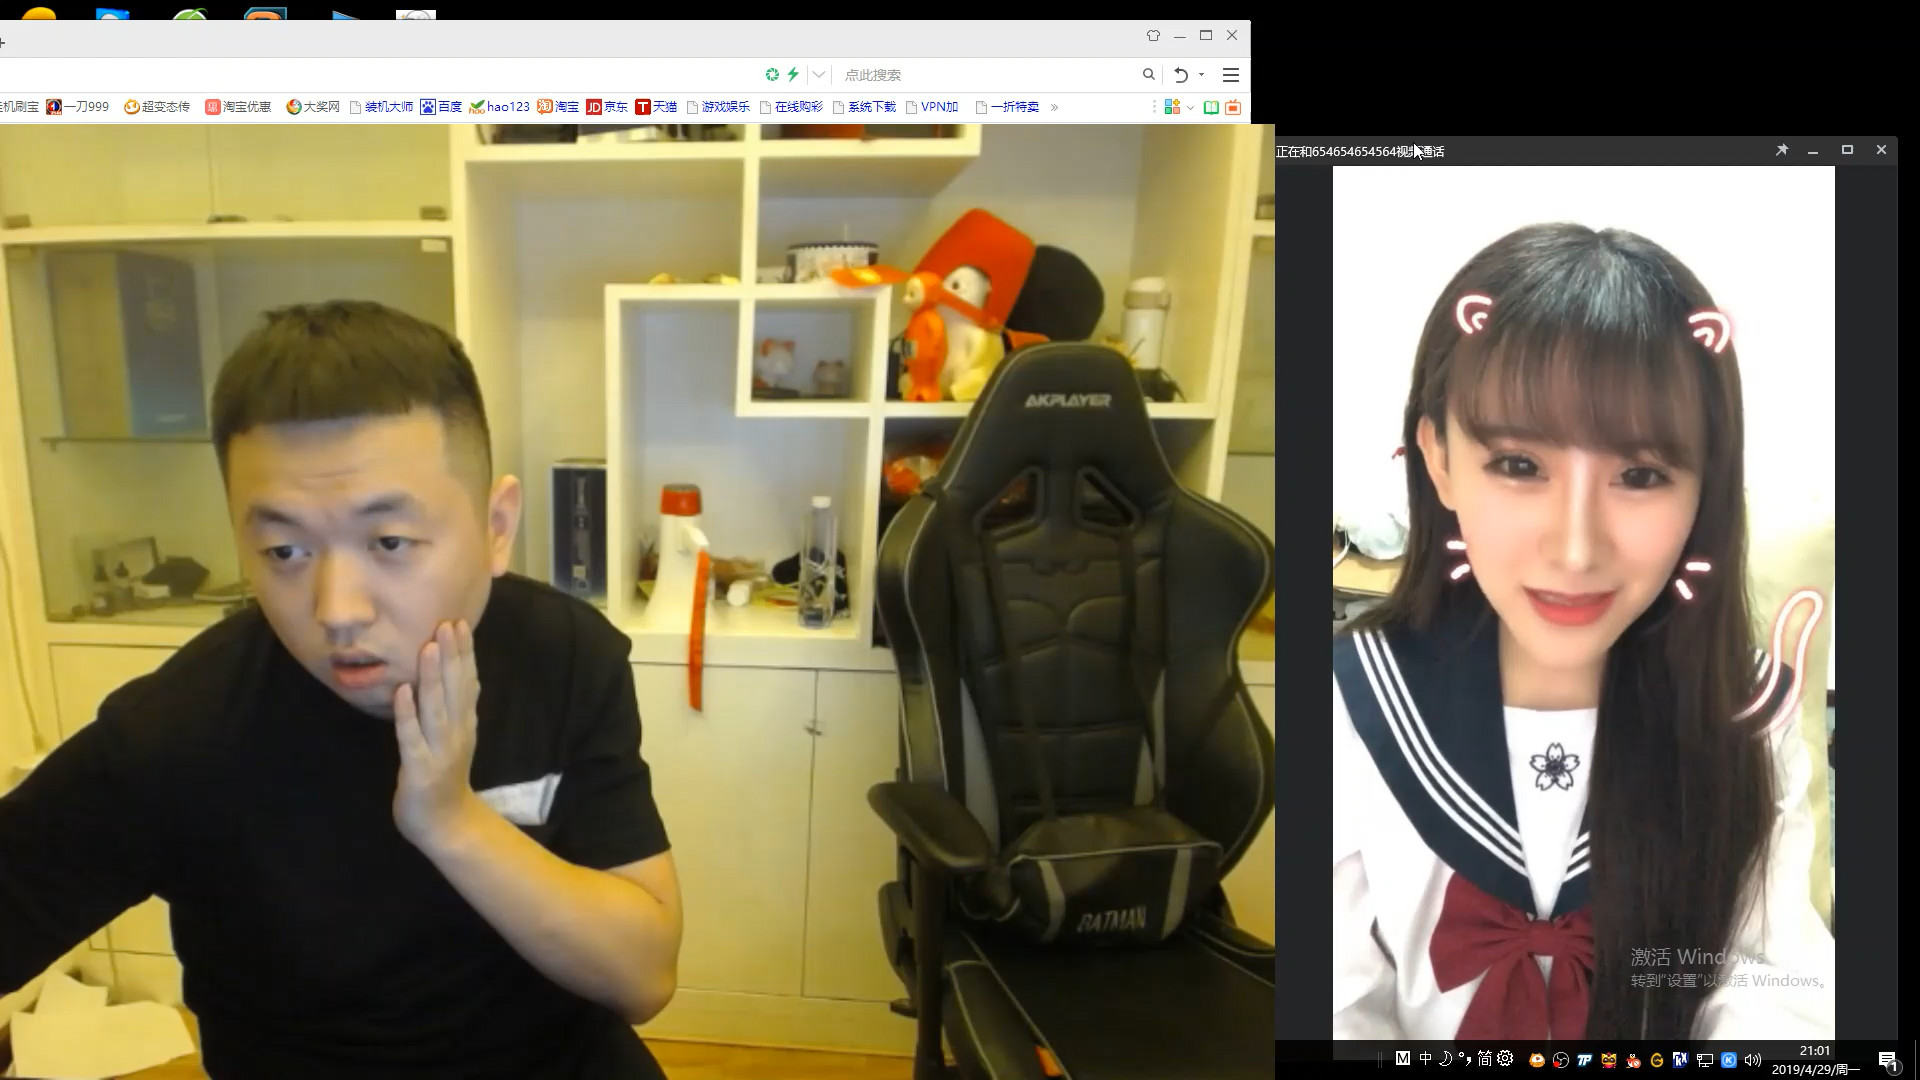 点此搜索
装机刷宝 一刀999 超变态传 淘宝优惠 大奖网 装机大师 百度 hao123 淘宝 京东 天猫 游戏娱乐 在线购彩 系统下载 VPN加 一折特卖 »
正在和654654654564视频通话
AKPLAYER
BATMAN
激活 Windows
转到"设置"以激活 Windows。
M 中 简
21:01
2019/4/29/周一
1